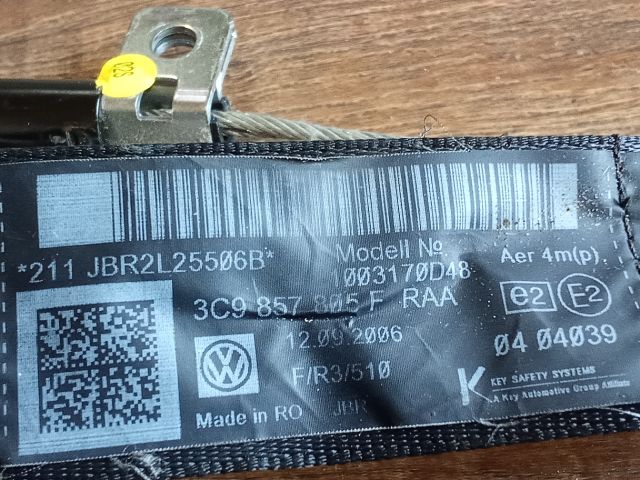 *211 JBR2L25506B*
Modell № 1003170D48
Aer 4m(p)
3C9 857 805 F RAA
e2 E2
12.09.2006
04 04039
F/R3/510
Made in RO JBR
K KEY SAFETY SYSTEMS
A Key Automotive Group Affiliate